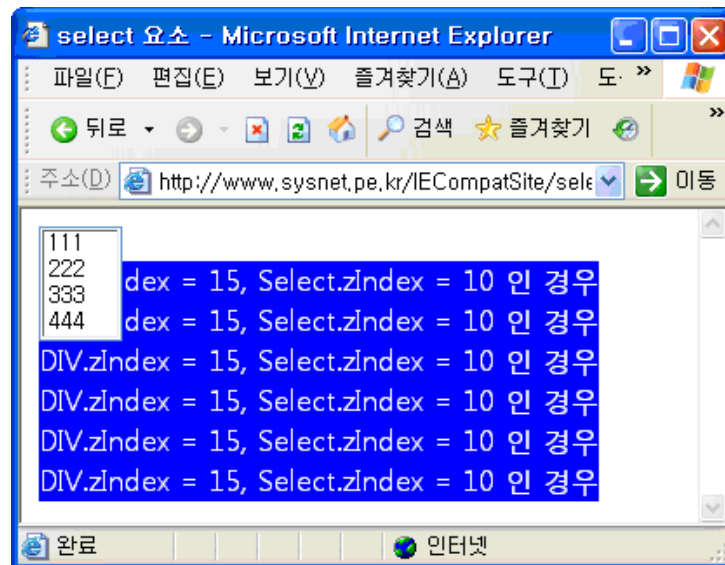 select 요소 - Microsoft Internet Explorer
파일(F) 편집(E) 보기(V) 즐겨찾기(A) 도구(T) 도· »
뒤로 검색 즐겨찾기 »
주소(D) http://www.sysnet.pe.kr/IECompatSite/sele 이동
111
222
333
444
dex = 15, Select.zIndex = 10 인 경우
dex = 15, Select.zIndex = 10 인 경우
DIV.zIndex = 15, Select.zIndex = 10 인 경우
DIV.zIndex = 15, Select.zIndex = 10 인 경우
DIV.zIndex = 15, Select.zIndex = 10 인 경우
DIV.zIndex = 15, Select.zIndex = 10 인 경우
완료 인터넷